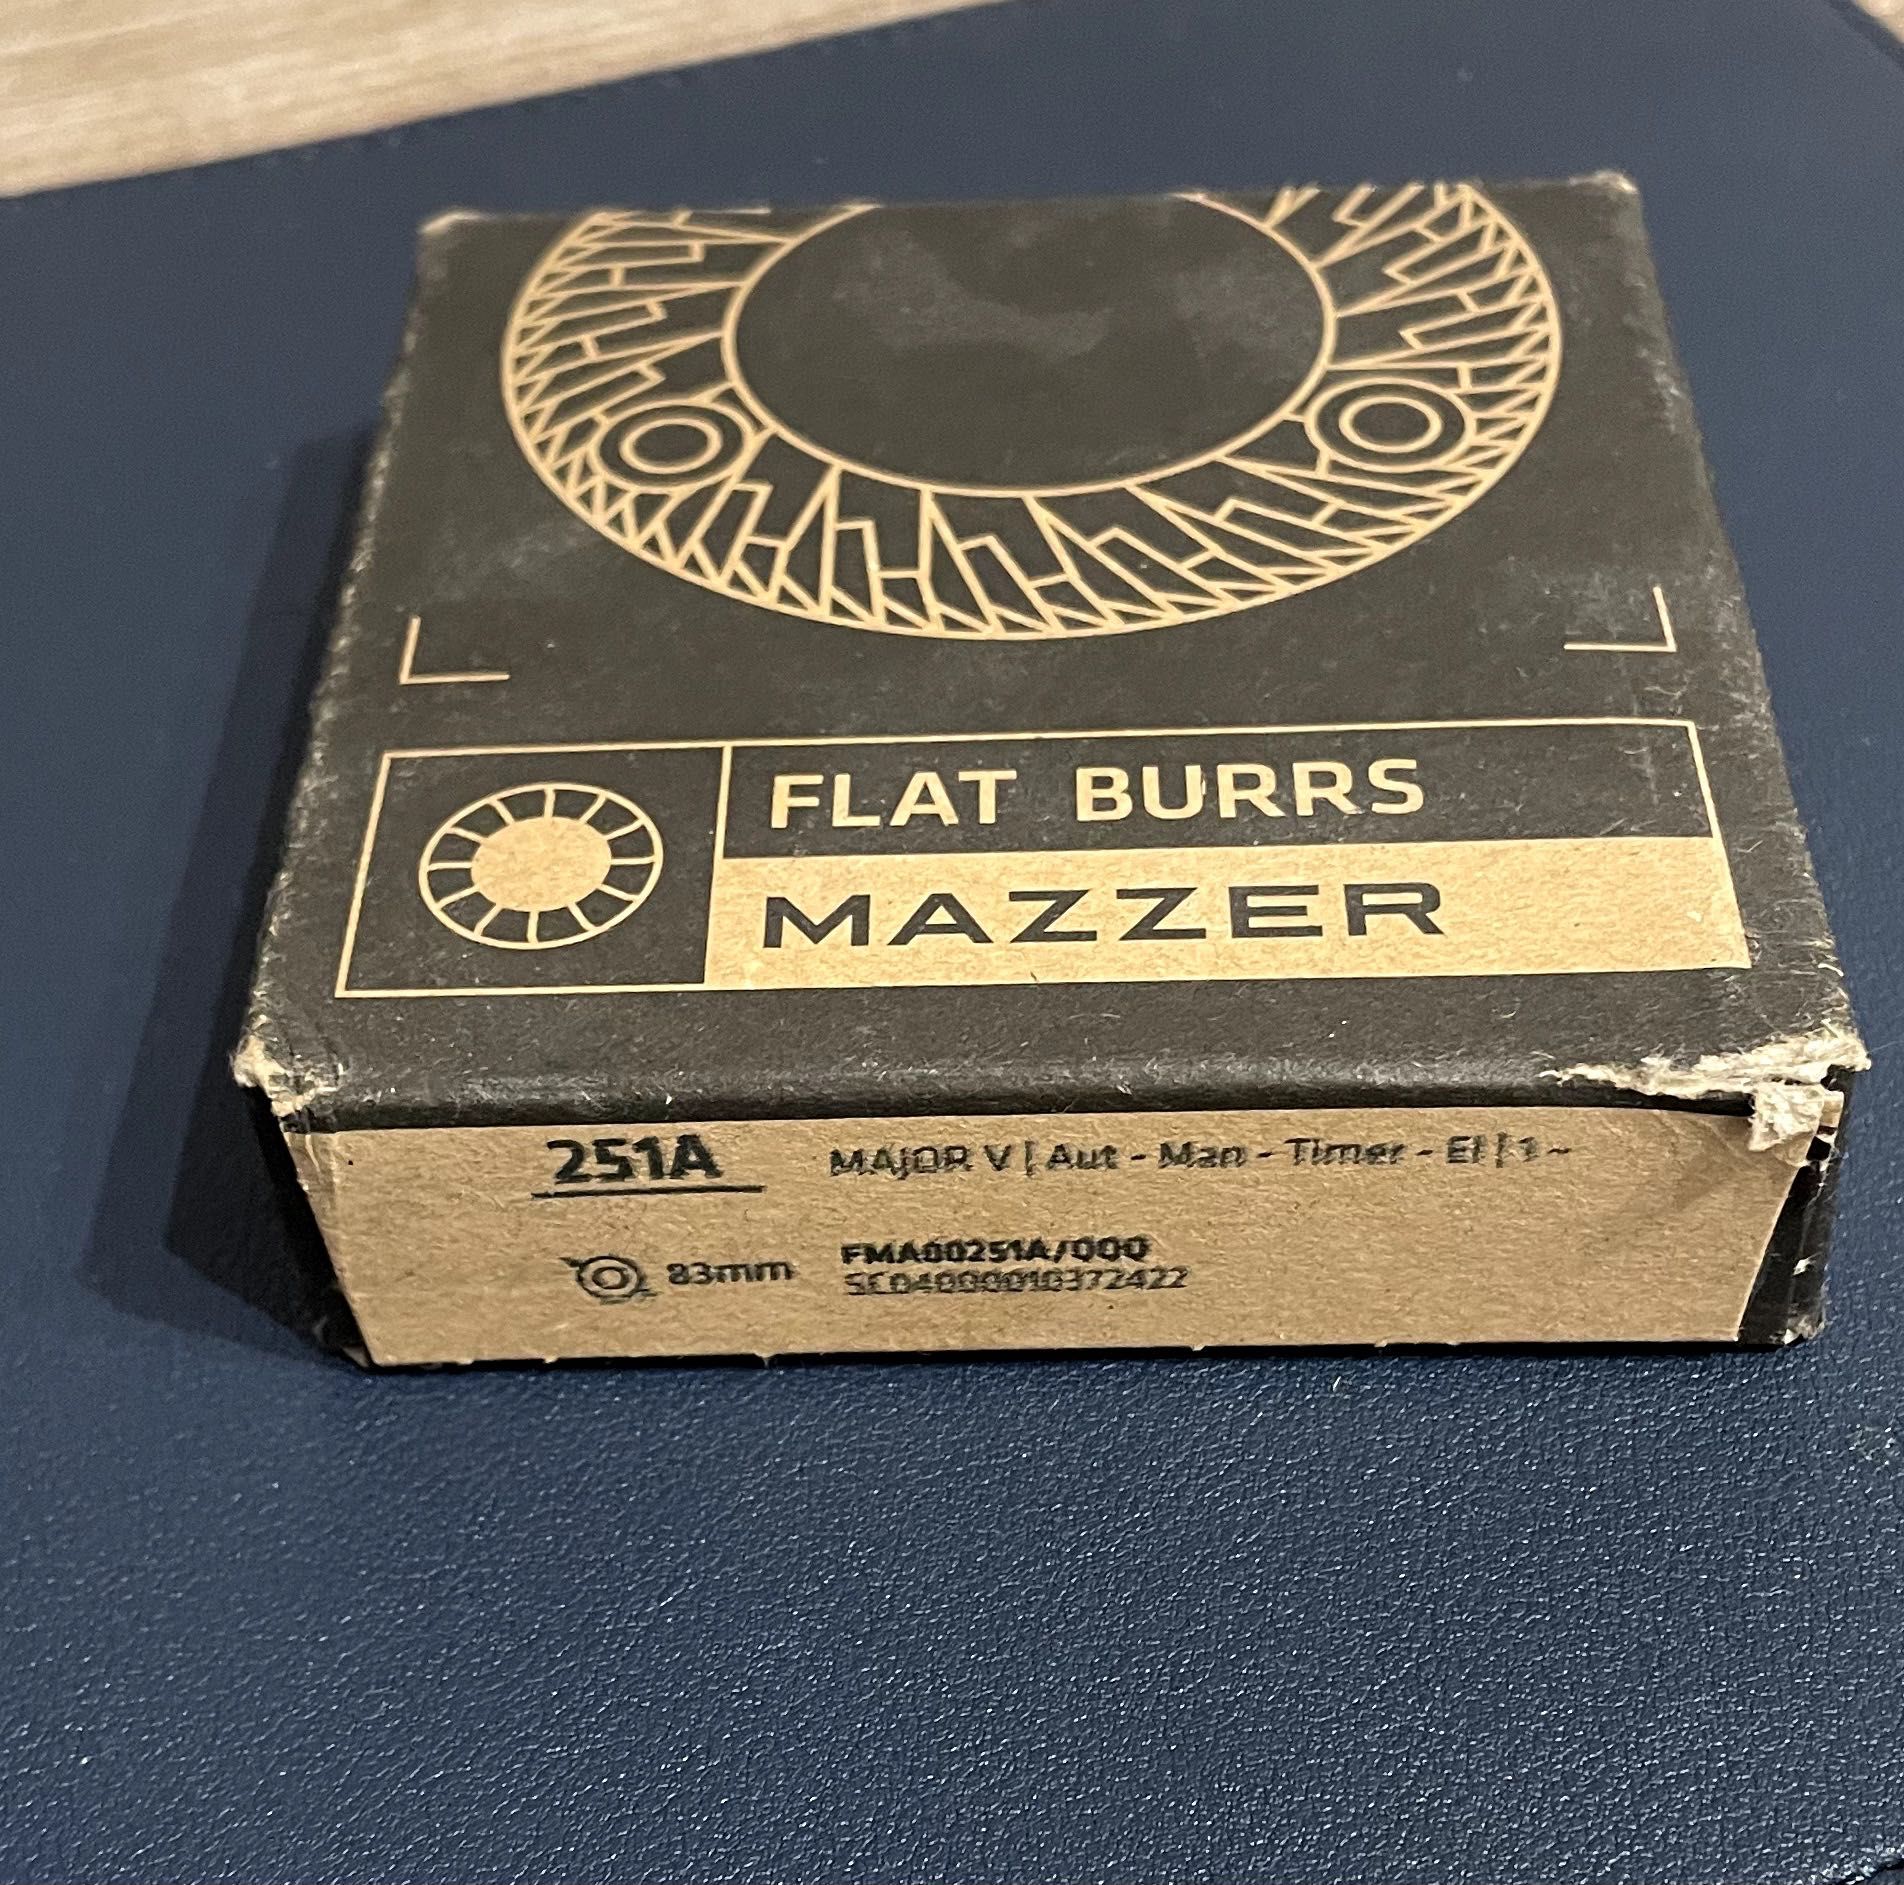 FLAT BURRS
MAZZER
251A
MAJOR V | Aut - Man - Timer - El | 1~
83mm
FMA00251A/000
SC04000010372422